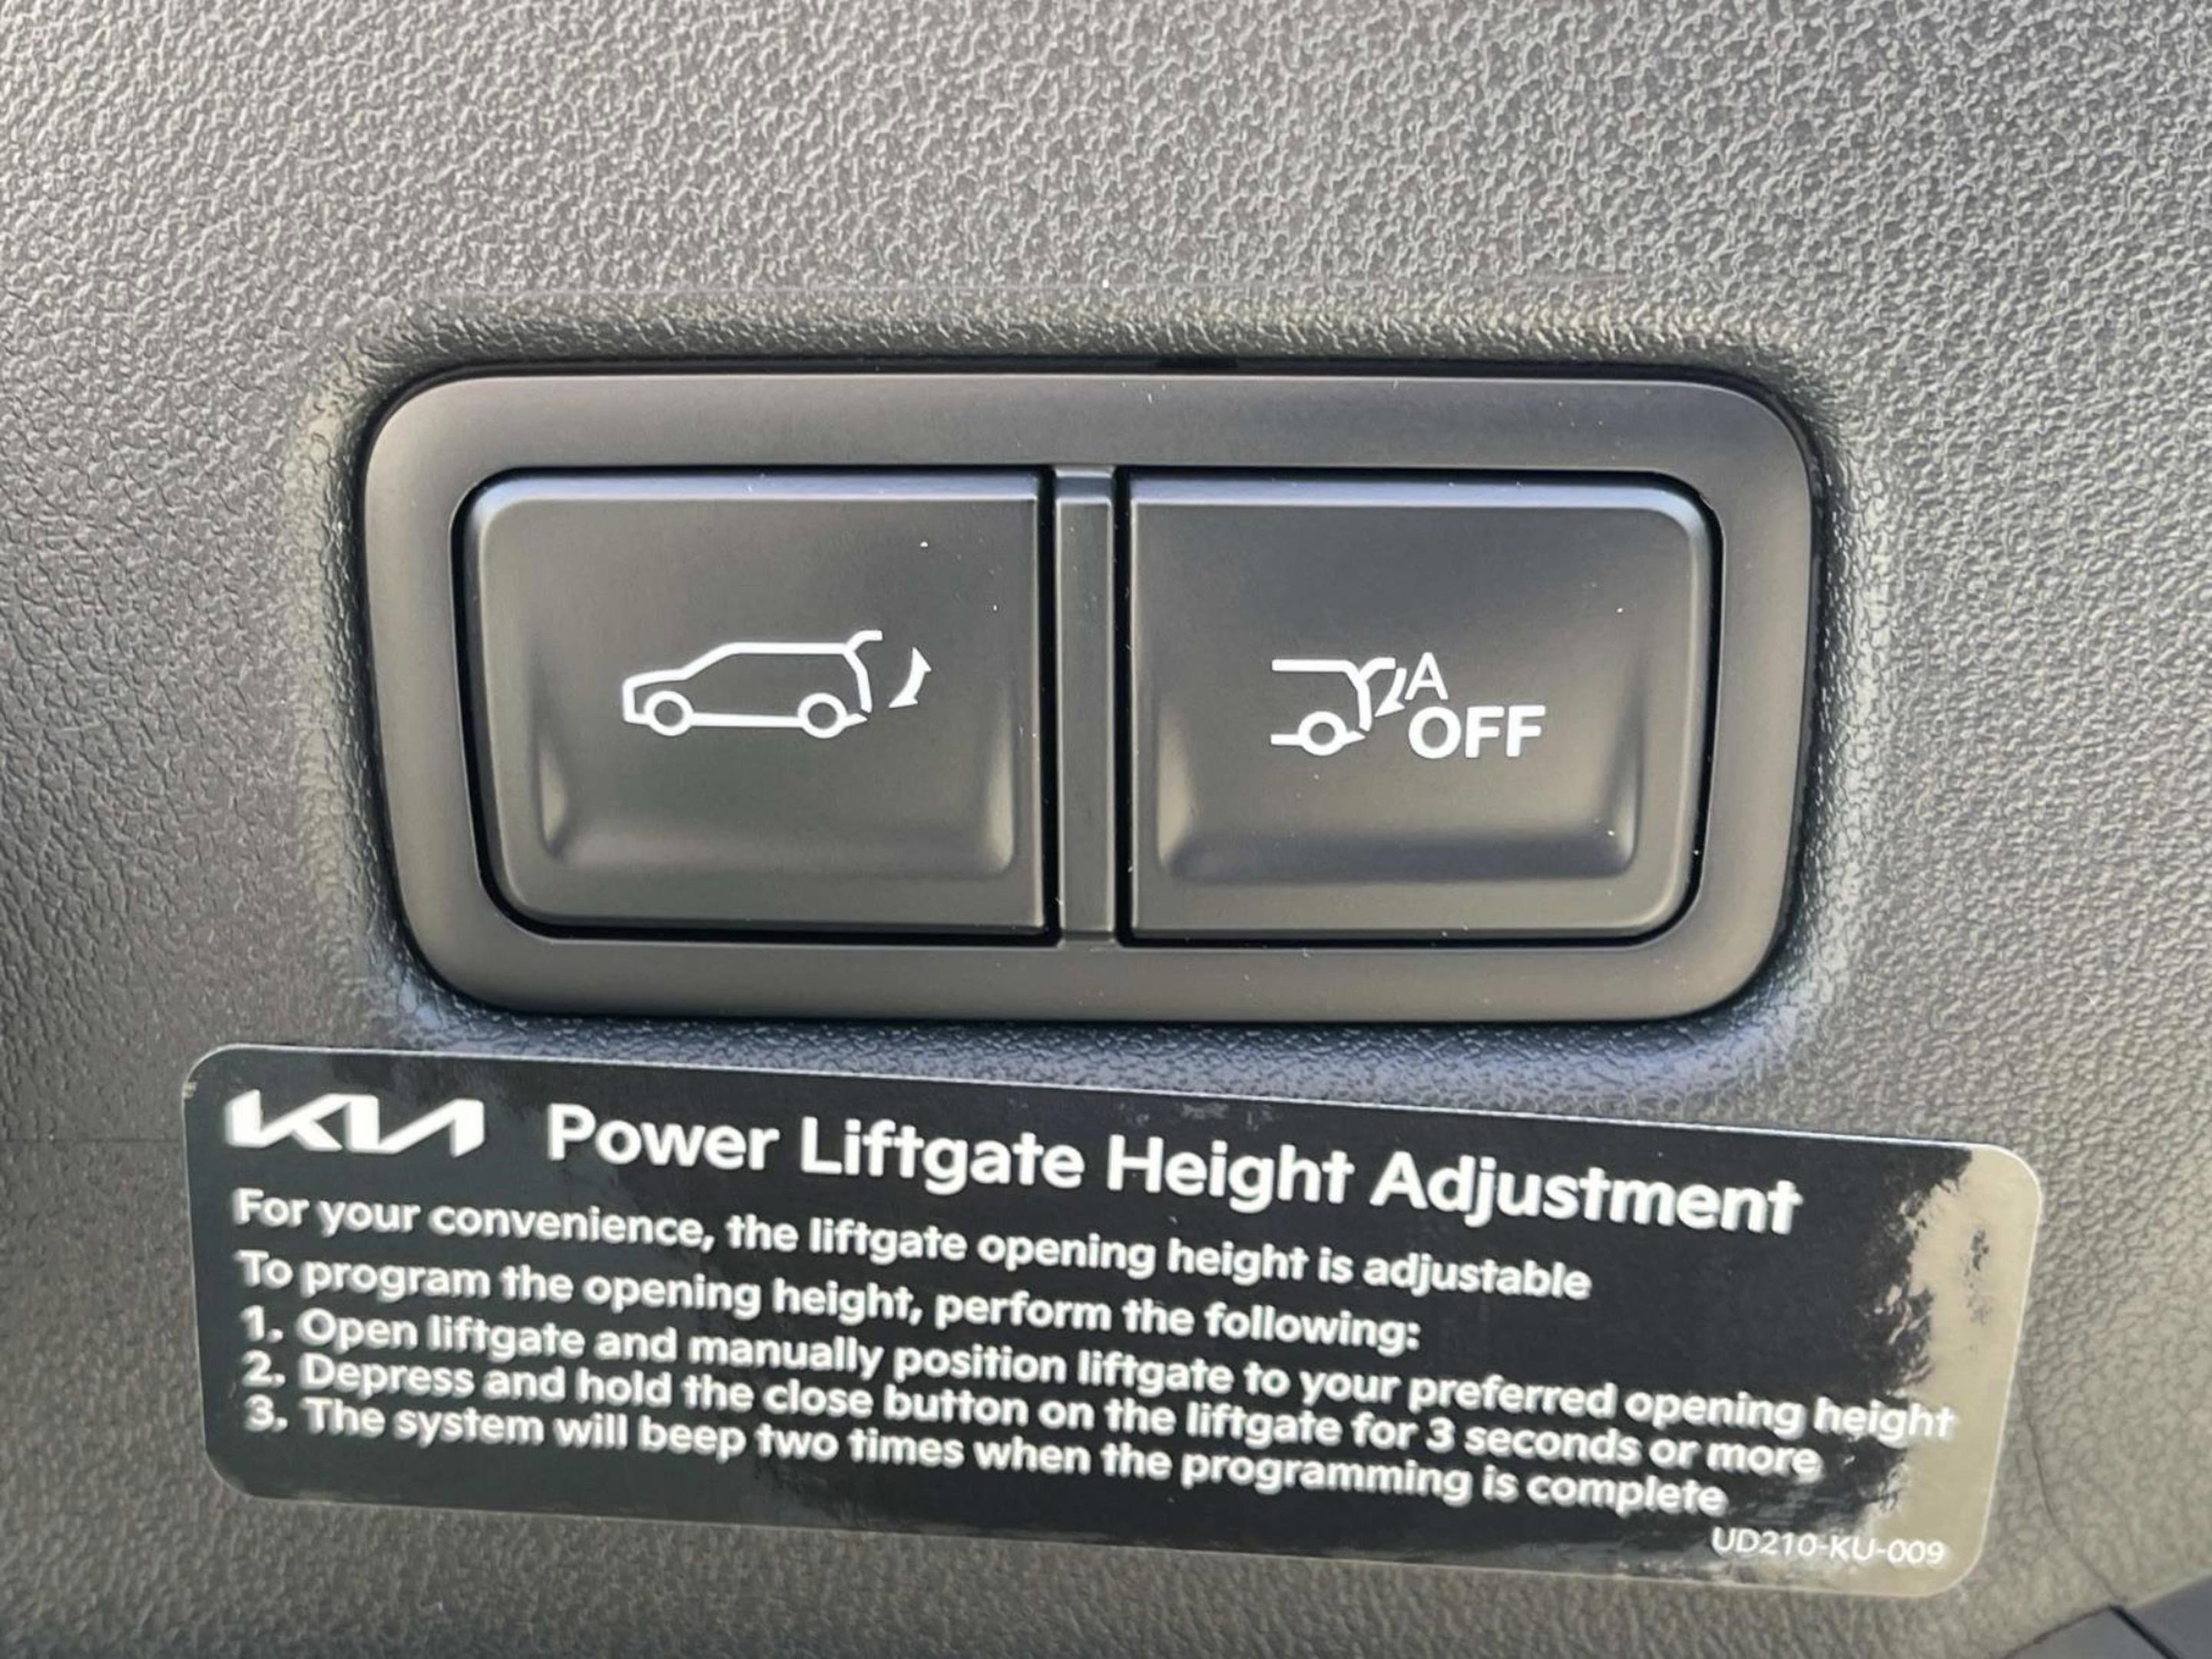 A
OFF
KIA Power Liftgate Height Adjustment
For your convenience, the liftgate opening height is adjustable
To program the opening height, perform the following:
1. Open liftgate and manually position liftgate to your preferred opening height
2. Depress and hold the close button on the liftgate for 3 seconds or more
3. The system will beep two times when the programming is complete
UD210-KU-009